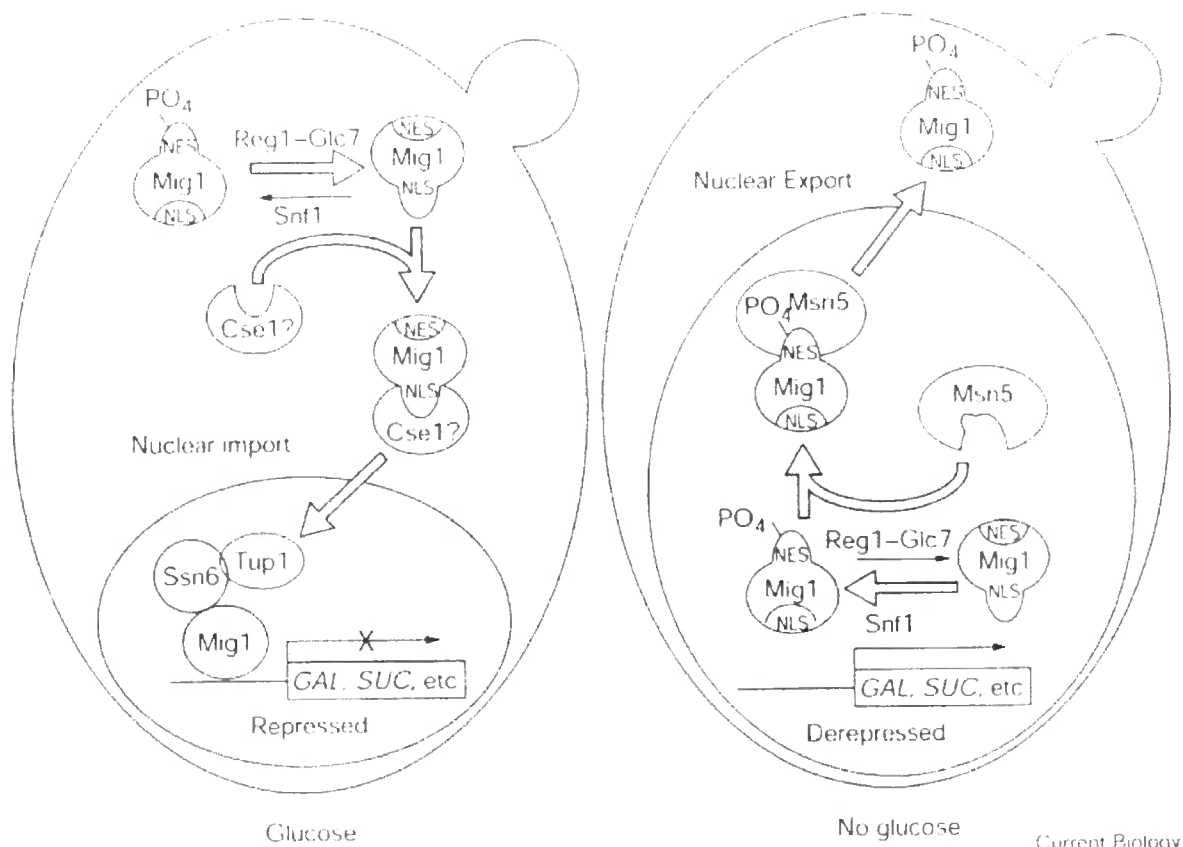 PO4
NES
Mig1
NLS
Reg1–Glc7
Snf1
NES
Mig1
NLS
Cse1?
NES
Mig1
NLS
Cse1?
Nuclear import
Ssn6
Tup1
Mig1
X
GAL, SUC, etc
Repressed
Glucose
PO4
NES
Mig1
NLS
Nuclear Export
PO4 Msn5
NES
Mig1
NLS
Msn5
PO4
NES
Mig1
NLS
Reg1–Glc7
Snf1
NES
Mig1
NLS
GAL, SUC, etc
Derepressed
No glucose
Current Biology